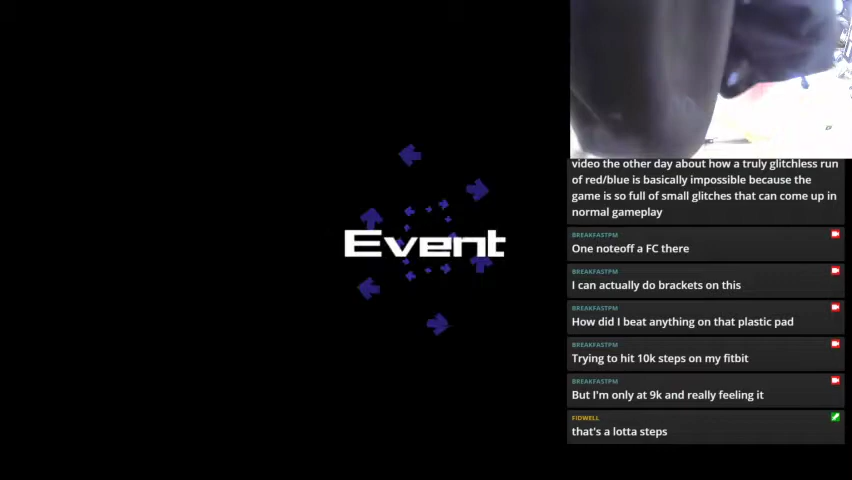 Event
video the other day about how a truly glitchless run
of red/blue is basically impossible because the
game is so full of small glitches that can come up in
normal gameplay
BREAKFASTPM
One noteoff a FC there
BREAKFASTPM
I can actually do brackets on this
BREAKFASTPM
How did I beat anything on that plastic pad
BREAKFASTPM
Trying to hit 10k steps on my fitbit
BREAKFASTPM
But I'm only at 9k and really feeling it
FIDWELL
that's a lotta steps